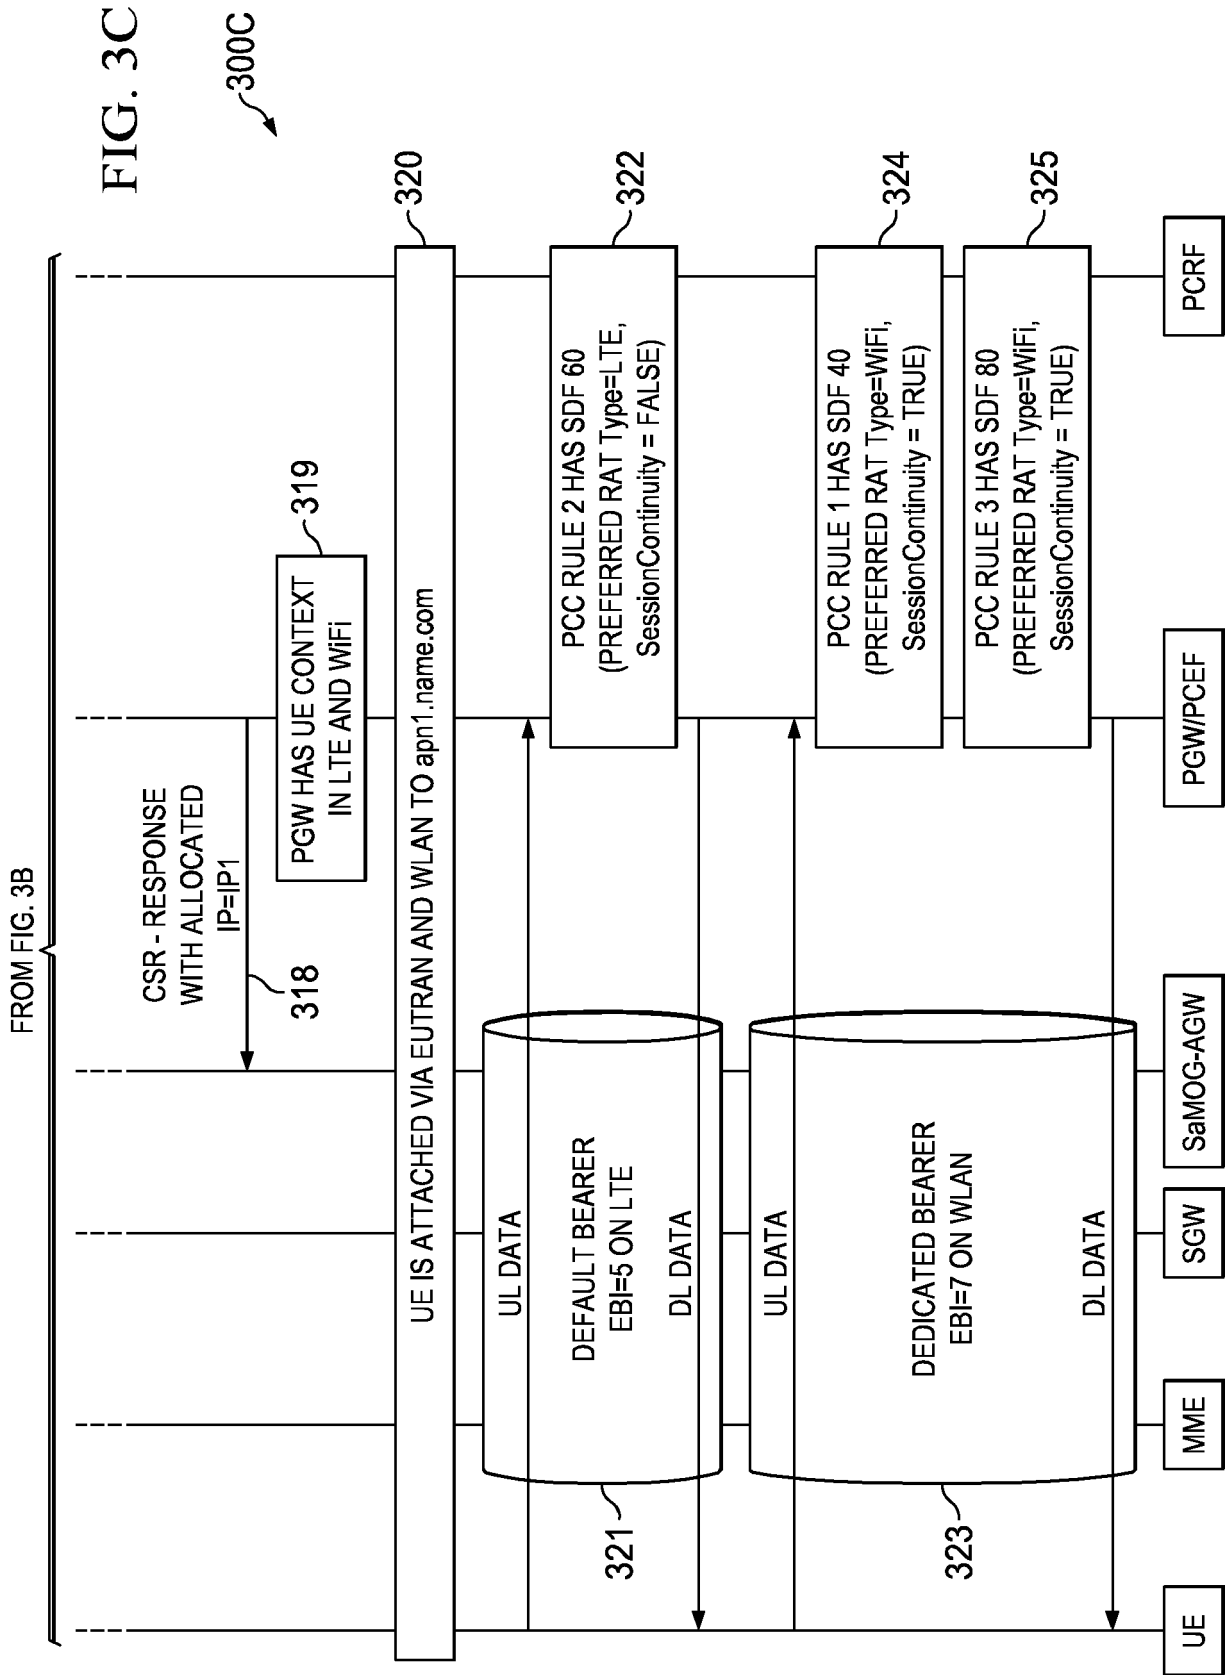 FROM FIG. 3B
FIG. 3C
300C
CSR - RESPONSE
WITH ALLOCATED
IP=IP1
318
PGW HAS UE CONTEXT
IN LTE AND WiFi
319
UE IS ATTACHED VIA EUTRAN AND WLAN TO apn1.name.com
320
UL DATA
DEFAULT BEARER
EBI=5 ON LTE
DL DATA
321
PCC RULE 2 HAS SDF 60
(PREFERRED RAT Type=LTE,
SessionContinuity = FALSE)
322
UL DATA
DEDICATED BEARER
EBI=7 ON WLAN
DL DATA
323
PCC RULE 1 HAS SDF 40
(PREFERRED RAT Type=WiFi,
SessionContinuity = TRUE)
324
PCC RULE 3 HAS SDF 80
(PREFERRED RAT Type=WiFi,
SessionContinuity = TRUE)
325
UE
MME
SGW
SaMOG-AGW
PGW/PCEF
PCRF